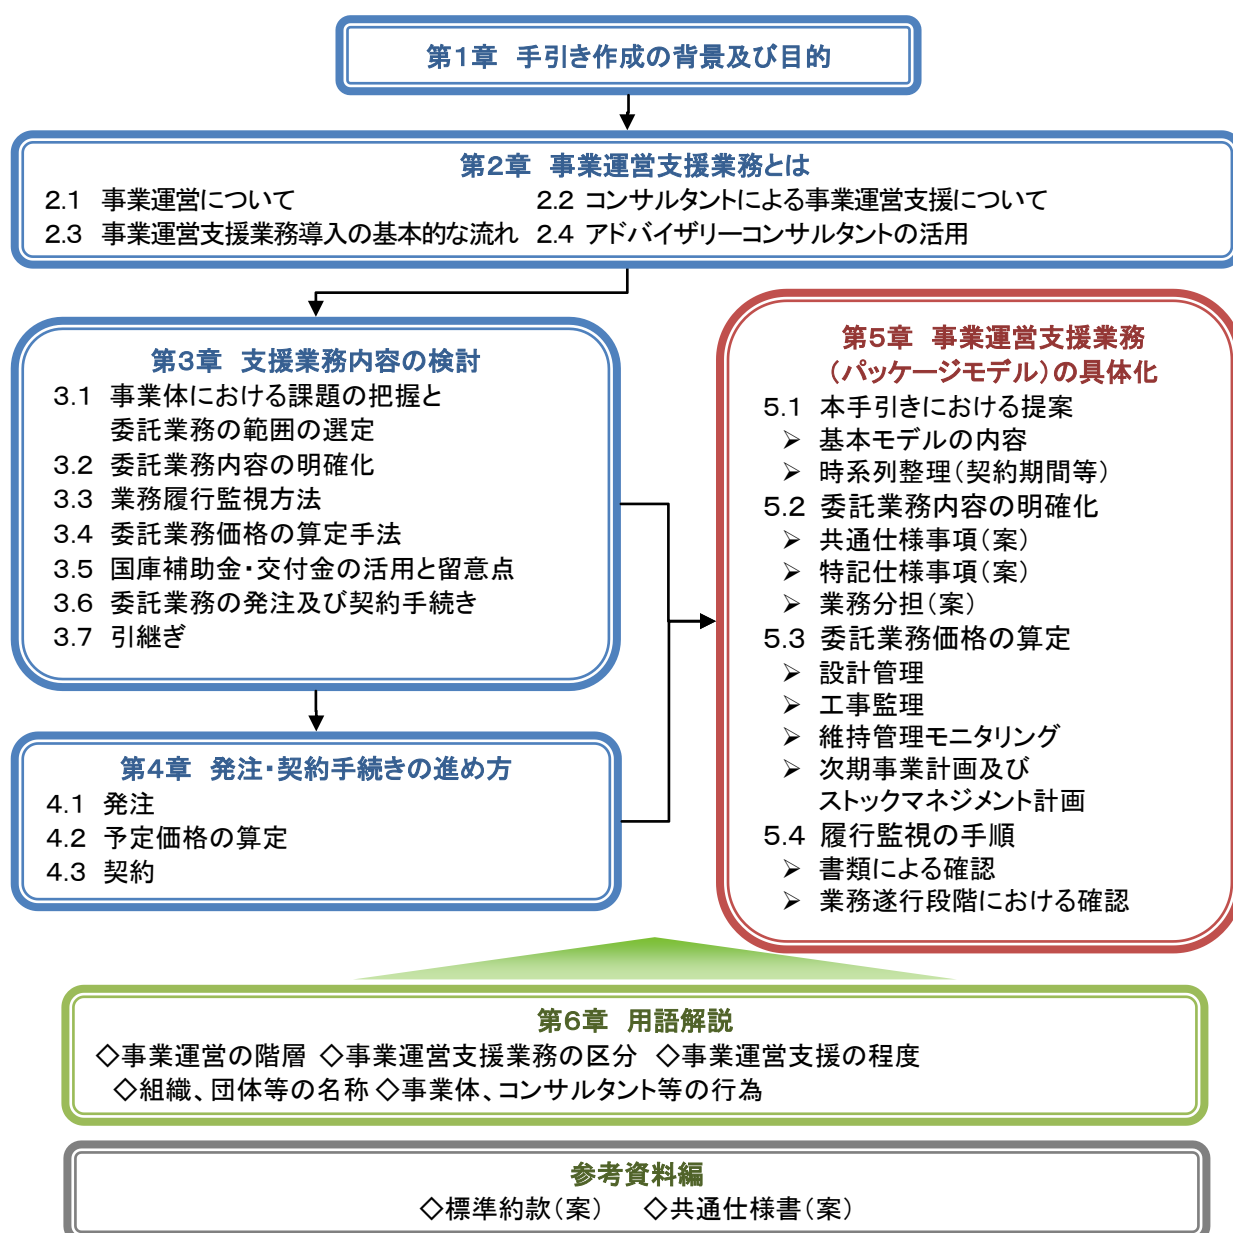 第1章 手引き作成の背景及び目的
第2章 事業運営支援業務とは
2.1 事業運営について 2.2 コンサルタントによる事業運営支援について
2.3 事業運営支援業務導入の基本的な流れ 2.4 アドバイザリーコンサルタントの活用
第3章 支援業務内容の検討
3.1 事業体における課題の把握と
委託業務の範囲の選定
3.2 委託業務内容の明確化
3.3 業務履行監視方法
3.4 委託業務価格の算定手法
3.5 国庫補助金・交付金の活用と留意点
3.6 委託業務の発注及び契約手続き
3.7 引継ぎ
第4章 発注・契約手続きの進め方
4.1 発注
4.2 予定価格の算定
4.3 契約
第5章 事業運営支援業務
(パッケージモデル)の具体化
5.1 本手引きにおける提案
➢ 基本モデルの内容
➢ 時系列整理(契約期間等)
5.2 委託業務内容の明確化
➢ 共通仕様事項(案)
➢ 特記仕様事項(案)
➢ 業務分担(案)
5.3 委託業務価格の算定
➢ 設計管理
➢ 工事監理
➢ 維持管理モニタリング
➢ 次期事業計画及び
ストックマネジメント計画
5.4 履行監視の手順
➢ 書類による確認
➢ 業務遂行段階における確認
第6章 用語解説
◇事業運営の階層 ◇事業運営支援業務の区分 ◇事業運営支援の程度
◇組織、団体等の名称 ◇事業体、コンサルタント等の行為
参考資料編
◇標準約款(案) ◇共通仕様書(案)